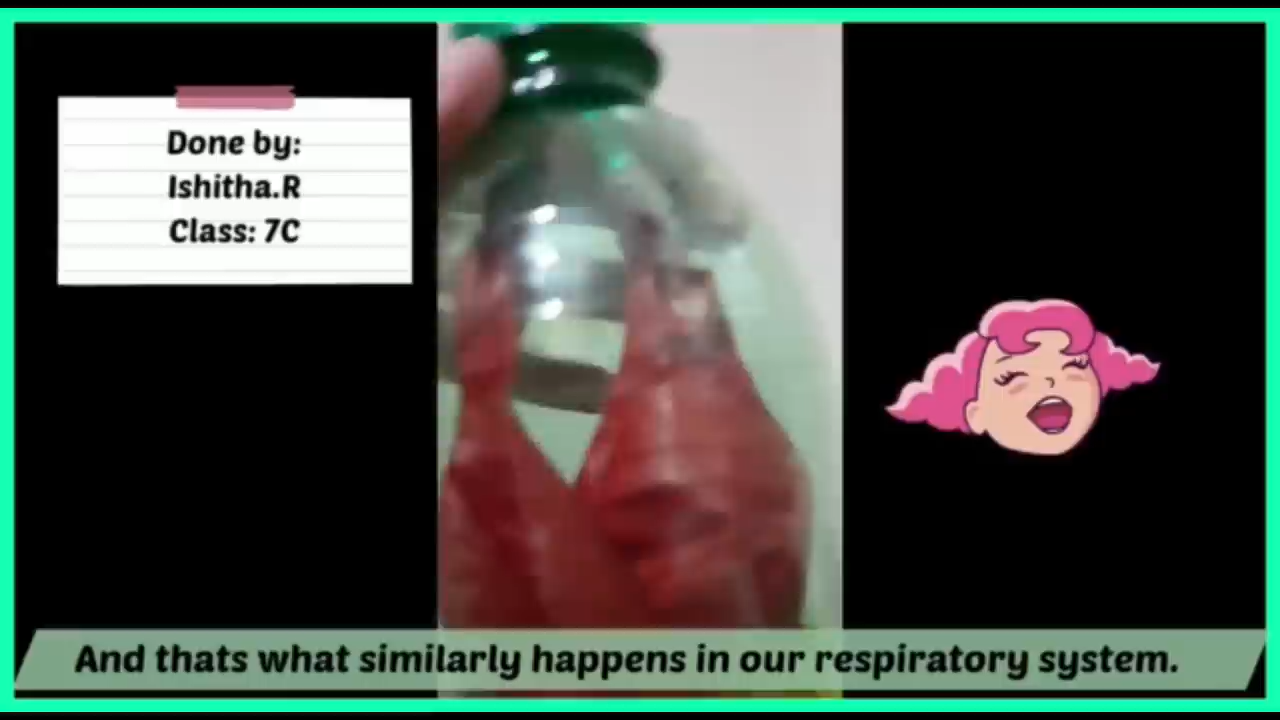 Done by:
Ishitha.R
Class: 7C
And thats what similarly happens in our respiratory system.